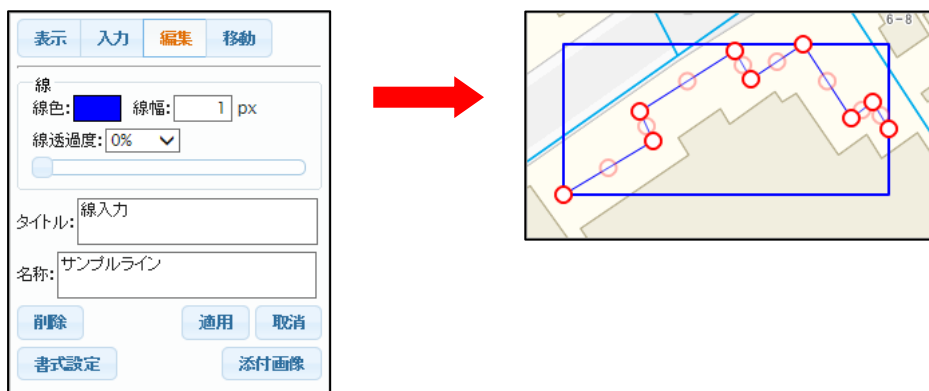 表示 入力 編集 移動
線
線色: 線幅: 1 px
線透過度: 0%
タイトル: 線入力
名称: サンプルライン
削除 適用 取消
書式設定 添付画像
6-8